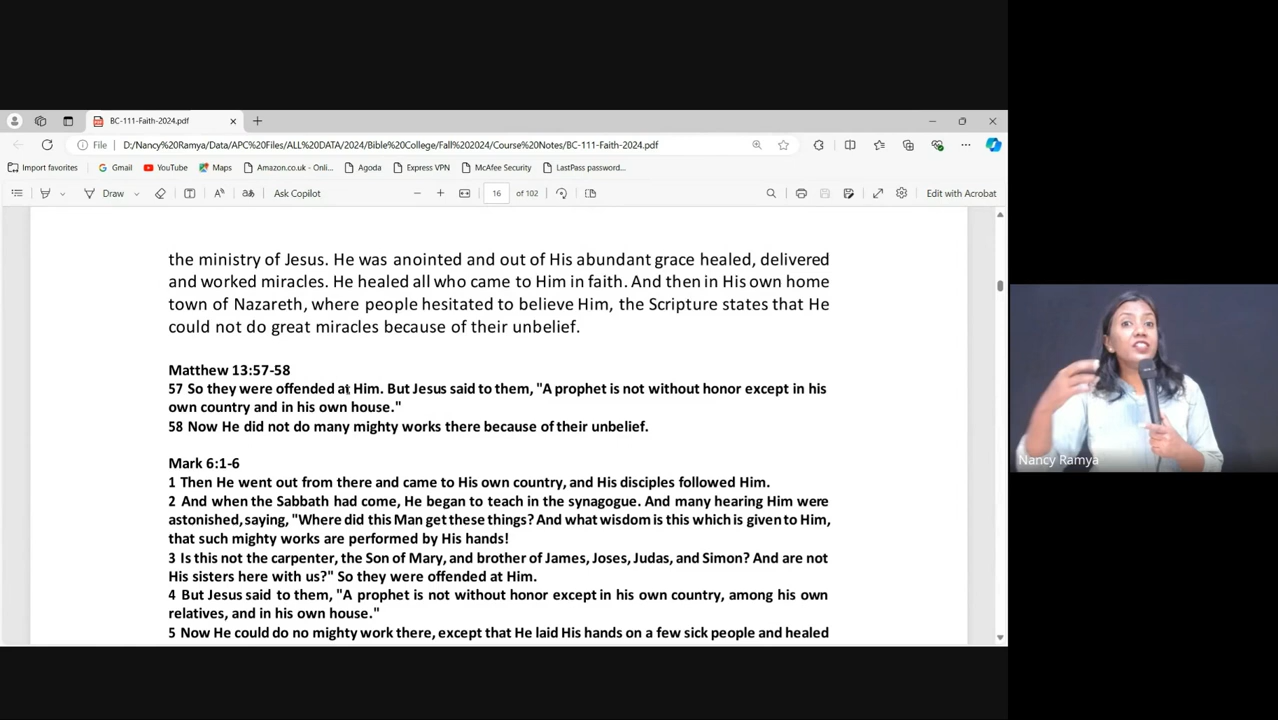 BC-111-Faith-2024.pdf
File D:/Nancy%20Ramya/Data/APC%20Files/ALL%20DATA/2024/Bible%20College/Fall%202024/Course%20Notes/BC-111-Faith-2024.pdf
Import favorites Gmail YouTube Maps Amazon.co.uk - Onli... Agoda Express VPN McAfee Security LastPass password...
Draw Ask Copilot 16 of 102 Edit with Acrobat
the ministry of Jesus. He was anointed and out of His abundant grace healed, delivered
and worked miracles. He healed all who came to Him in faith. And then in His own home
town of Nazareth, where people hesitated to believe Him, the Scripture states that He
could not do great miracles because of their unbelief.
Matthew 13:57-58
57 So they were offended at Him. But Jesus said to them, "A prophet is not without honor except in his
own country and in his own house."
58 Now He did not do many mighty works there because of their unbelief.
Mark 6:1-6
1 Then He went out from there and came to His own country, and His disciples followed Him.
2 And when the Sabbath had come, He began to teach in the synagogue. And many hearing Him were
astonished, saying, "Where did this Man get these things? And what wisdom is this which is given to Him,
that such mighty works are performed by His hands!
3 Is this not the carpenter, the Son of Mary, and brother of James, Joses, Judas, and Simon? And are not
His sisters here with us?" So they were offended at Him.
4 But Jesus said to them, "A prophet is not without honor except in his own country, among his own
relatives, and in his own house."
5 Now He could do no mighty work there, except that He laid His hands on a few sick people and healed
Nancy Ramya